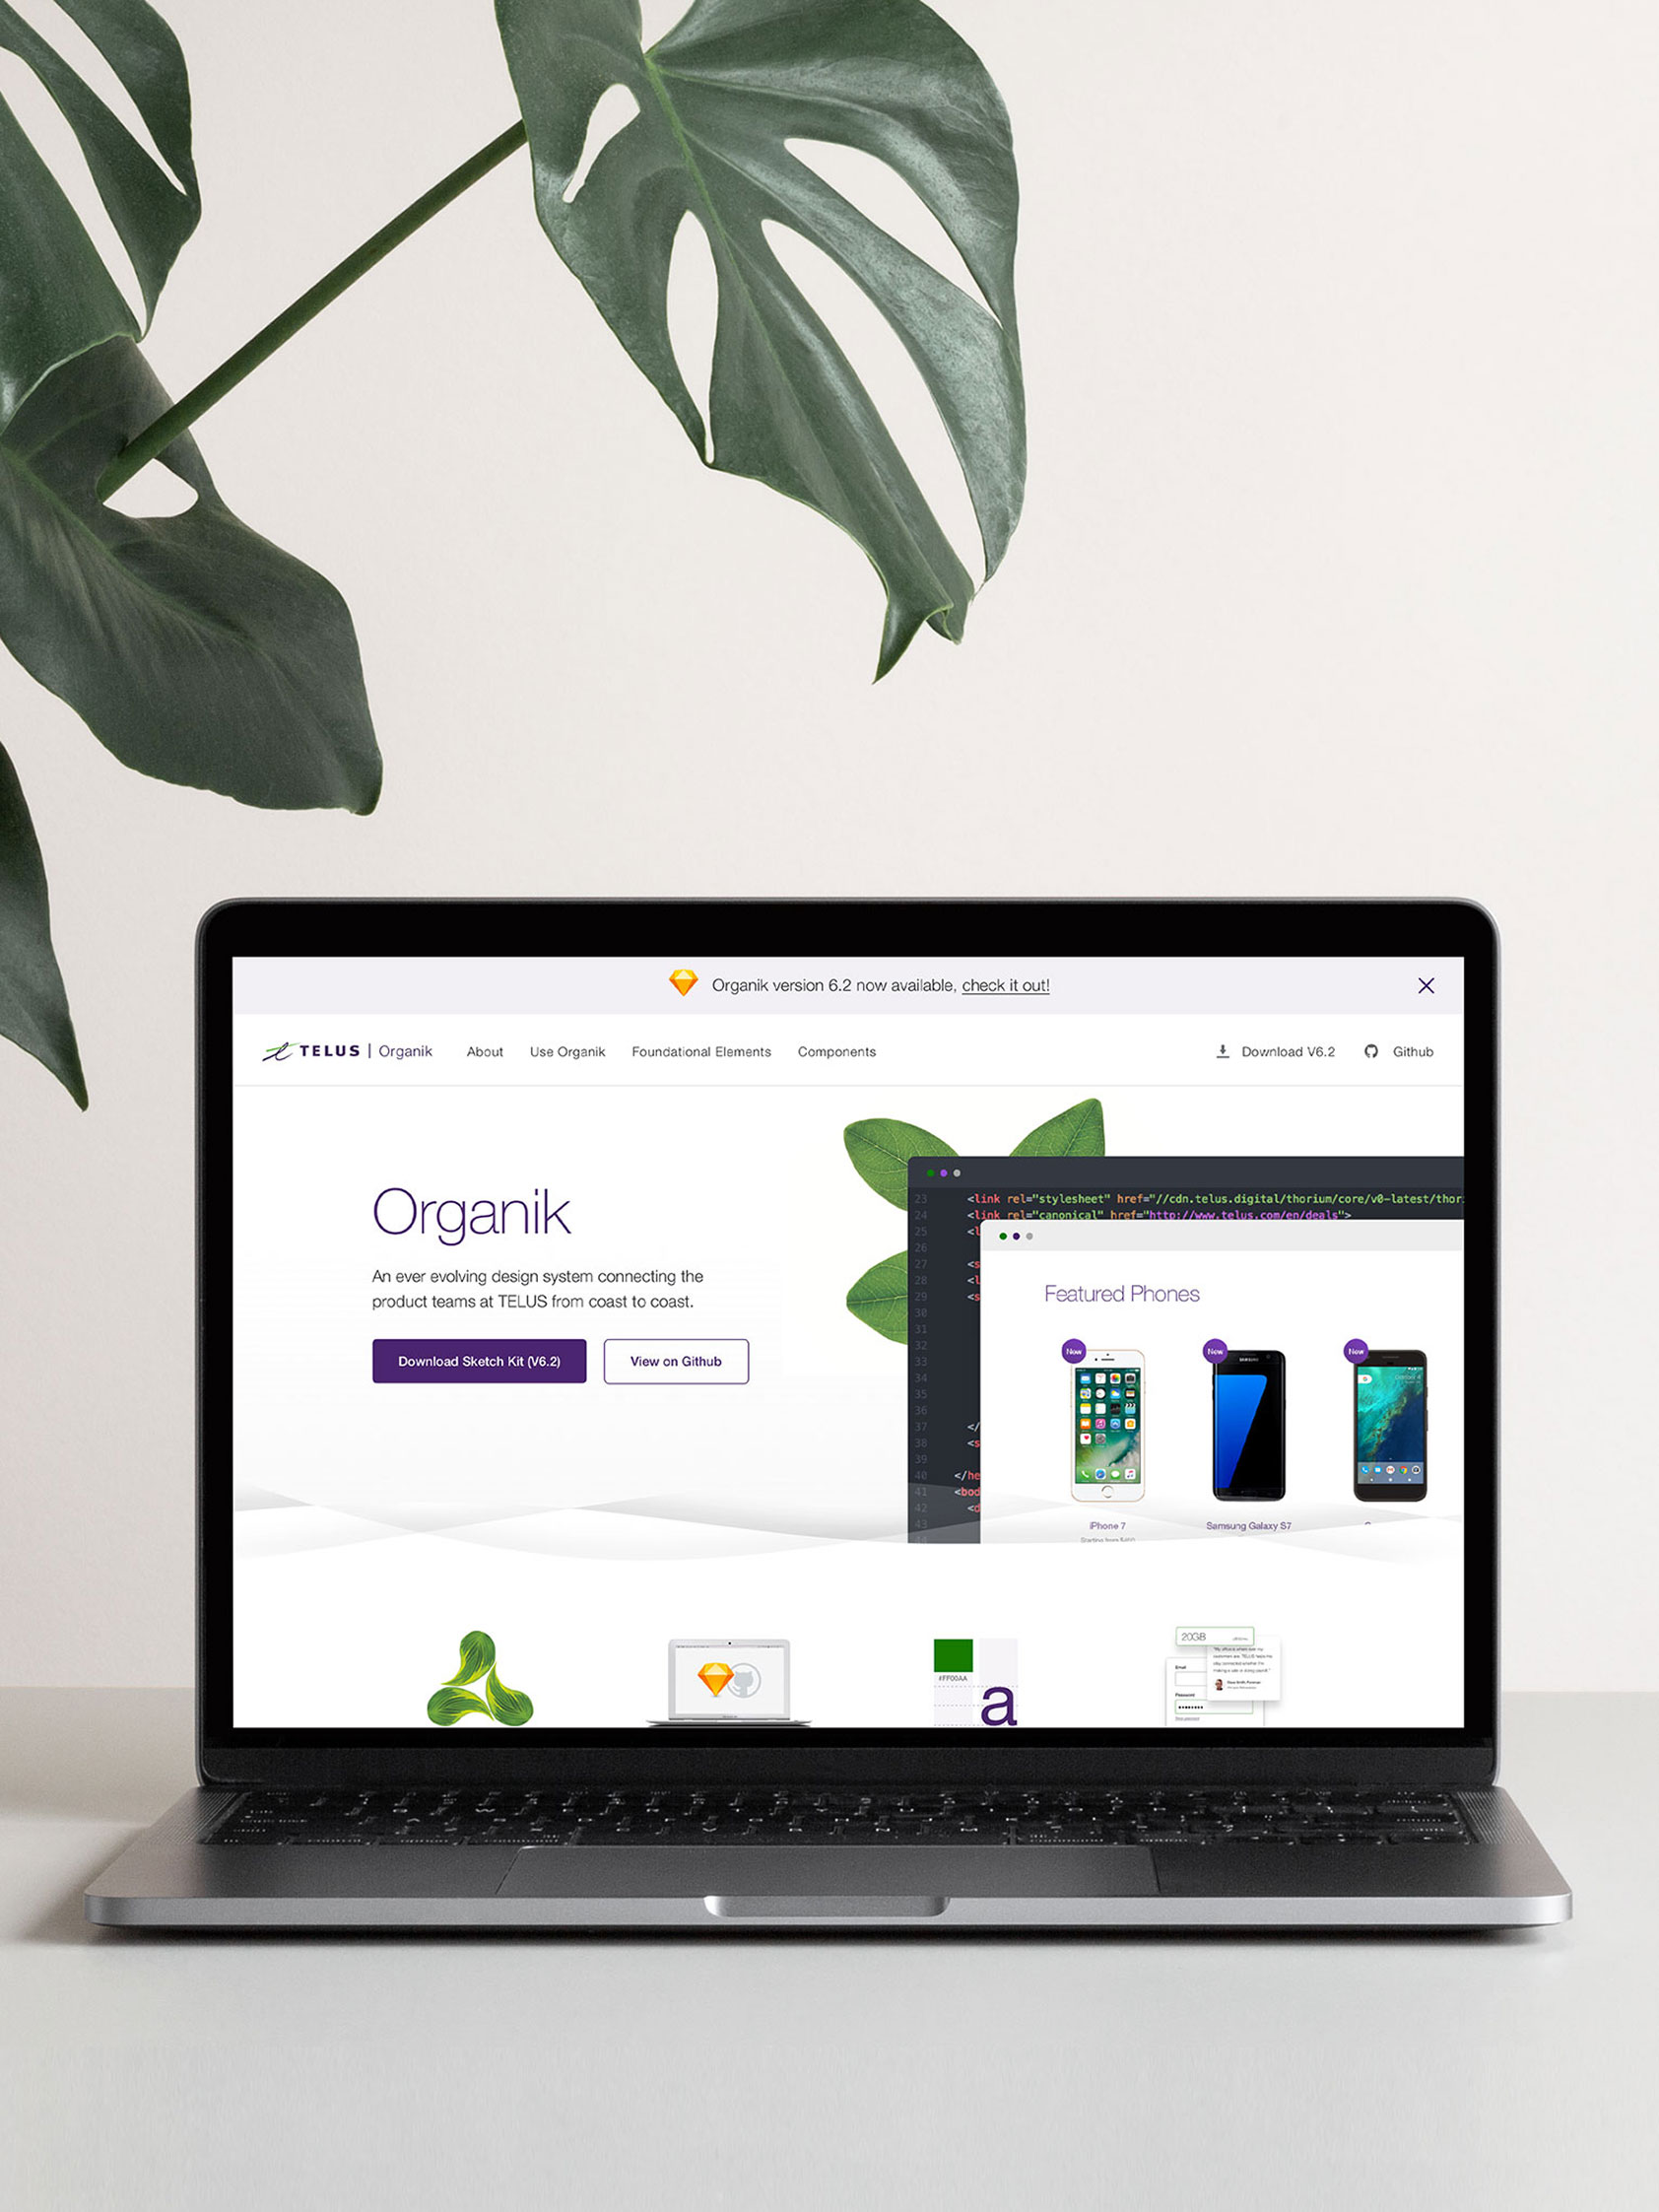 Organik version 6.2 now available, check it out!
TELUS | Organik
About
Use Organik
Foundational Elements
Components
Download V6.2
Github
Organik
An ever evolving design system connecting the
product teams at TELUS from coast to coast.
Download Sketch Kit (V6.2)
View on Github
23 <link rel="stylesheet" href="//cdn.telus.digital/thorium/core/v0-latest/thor
24 <link rel="canonical" href="http://www.telus.com/en/deals">
25 <l
26
27 <s
28 <l
29 <s
30
31
32
33
34
35
36
37 </
38 <s
39
40 </he
41 <bod
42 <d
43
Featured Phones
New
New
New
SAMSUNG
iPhone 7
Samsung Galaxy S7
#FF00AA
a
20GB
Email
Password